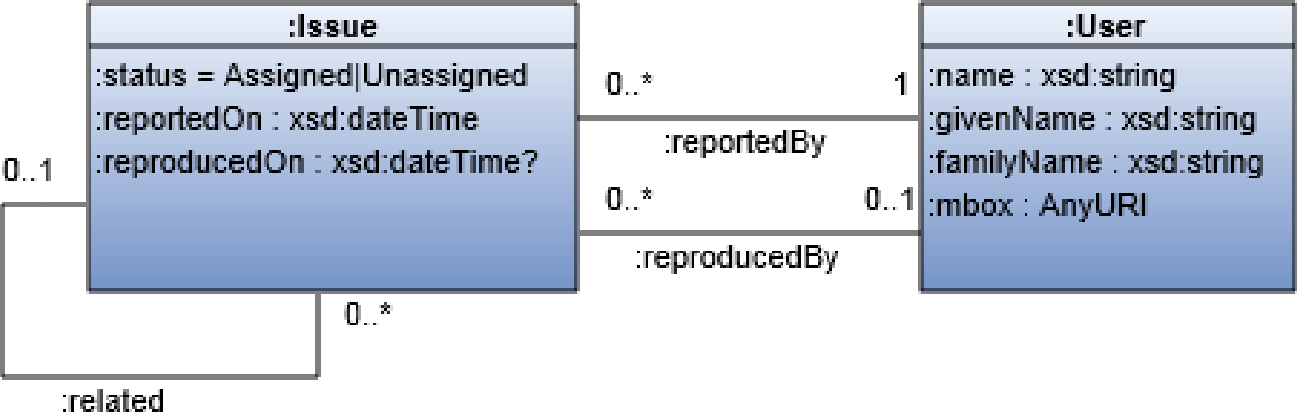 :Issue
:status = Assigned|Unassigned
:reportedOn : xsd:dateTime
:reproducedOn : xsd:dateTime?
0..1
0..*
:related
0..*
1
:reportedBy
0..*
0..1
:reproducedBy
:User
:name : xsd:string
:givenName : xsd:string
:familyName : xsd:string
:mbox : AnyURI